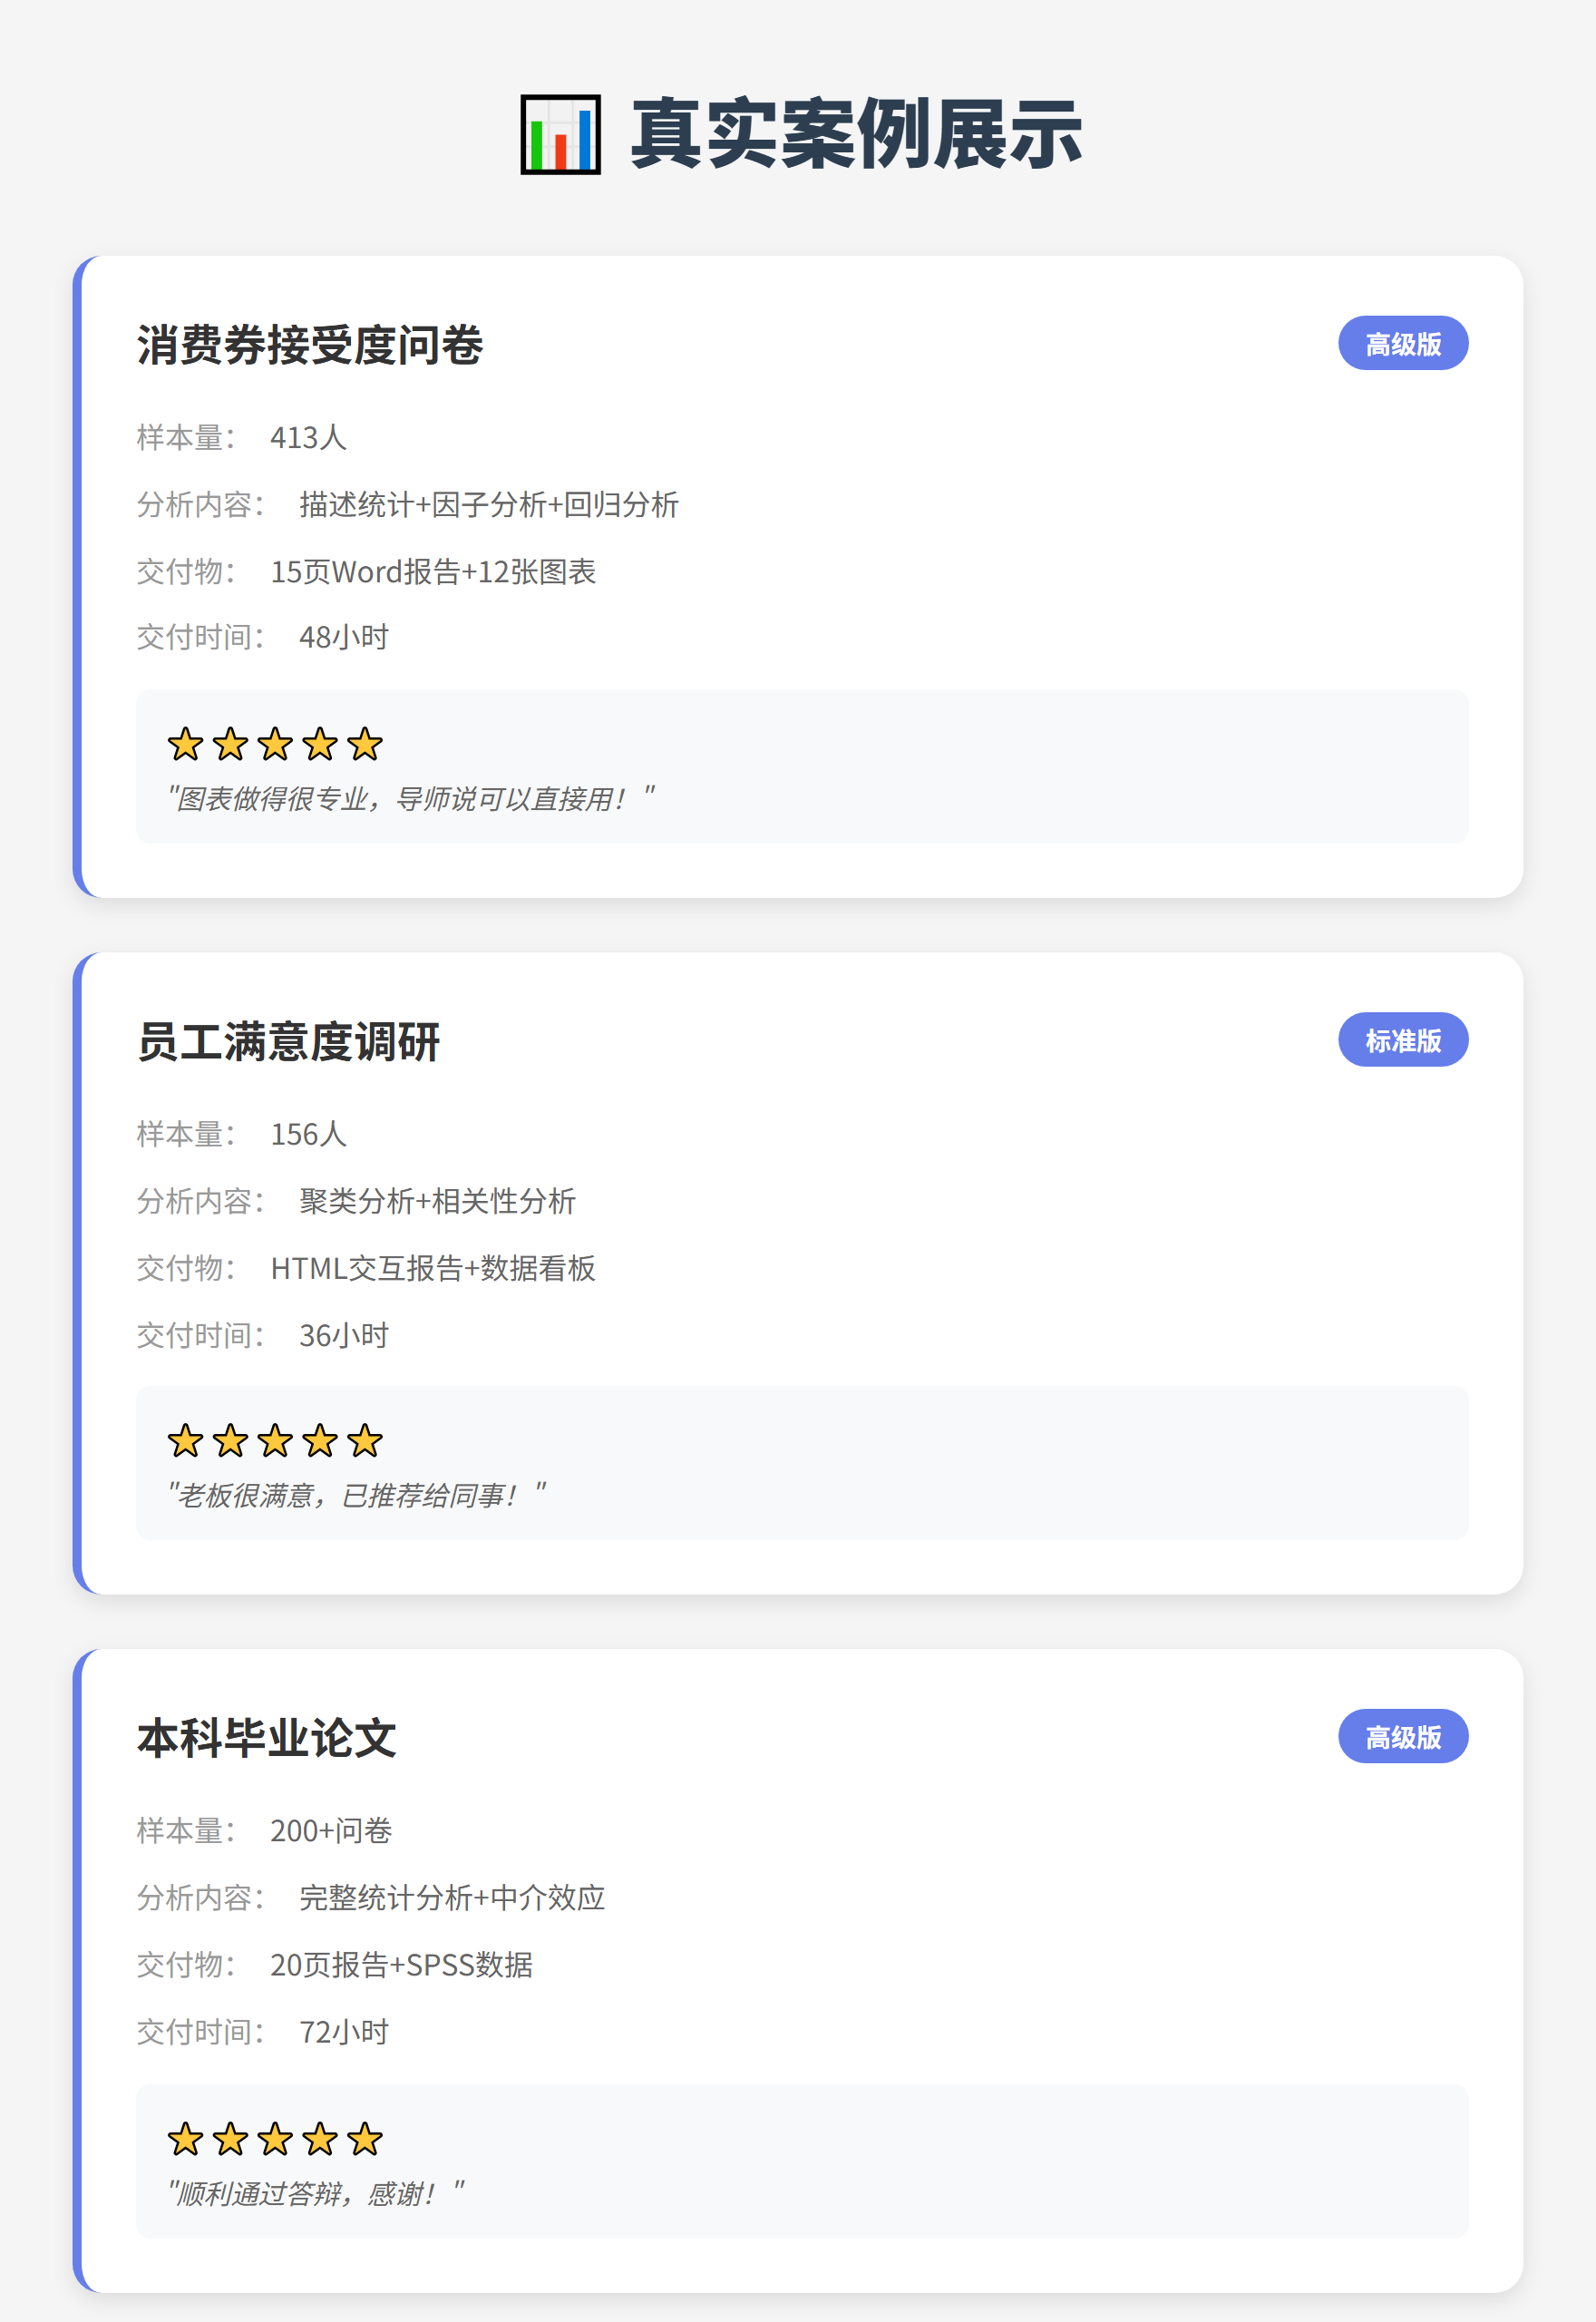 真实案例展示
消费券接受度问卷
高级版
样本量： 413人
分析内容： 描述统计+因子分析+回归分析
交付物： 15页Word报告+12张图表
交付时间： 48小时
"图表做得很专业，导师说可以直接用！"
员工满意度调研
标准版
样本量： 156人
分析内容： 聚类分析+相关性分析
交付物： HTML交互报告+数据看板
交付时间： 36小时
"老板很满意，已推荐给同事！"
本科毕业论文
高级版
样本量： 200+问卷
分析内容： 完整统计分析+中介效应
交付物： 20页报告+SPSS数据
交付时间： 72小时
"顺利通过答辩，感谢！"